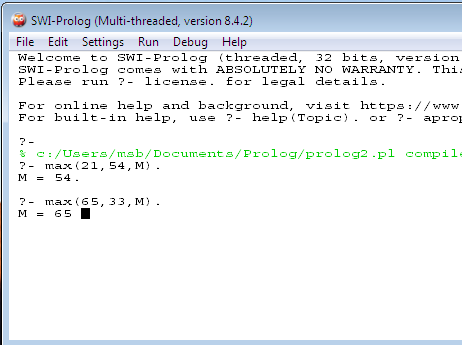 SWI-Prolog (Multi-threaded, version 8.4.2)
File Edit Settings Run Debug Help
Welcome to SWI-Prolog (threaded, 32 bits, version
SWI-Prolog comes with ABSOLUTELY NO WARRANTY.
Please run ?- license. for legal details.
For online help and background, visit https://www
For built-in help, use ?- help(Topic). or ?-
?-
% c:/Users/msb/Documents/Prolog/prolog2.pl
?- max(21,54,M).
M = 54.
?- max(65,33,M).
M = 65